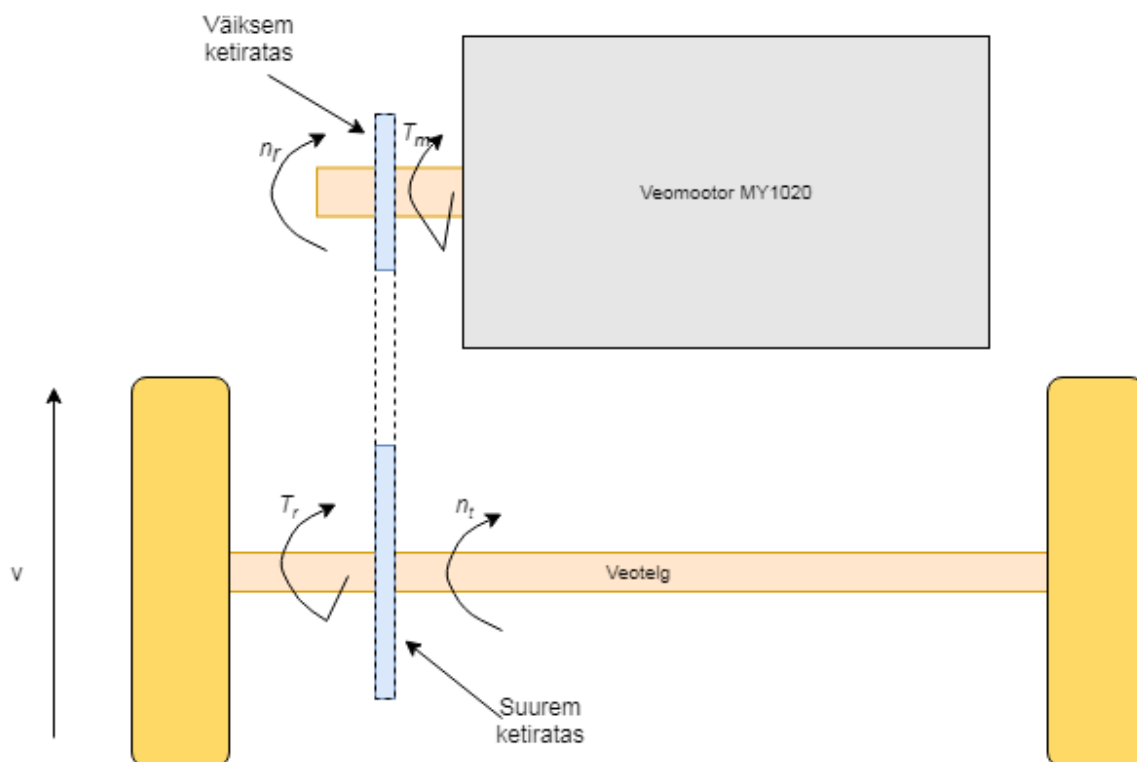 Väiksem
ketiratas
n_r
T_m
Veomootor MY1020
T_r
n_t
v
Veotelg
Suurem
ketiratas